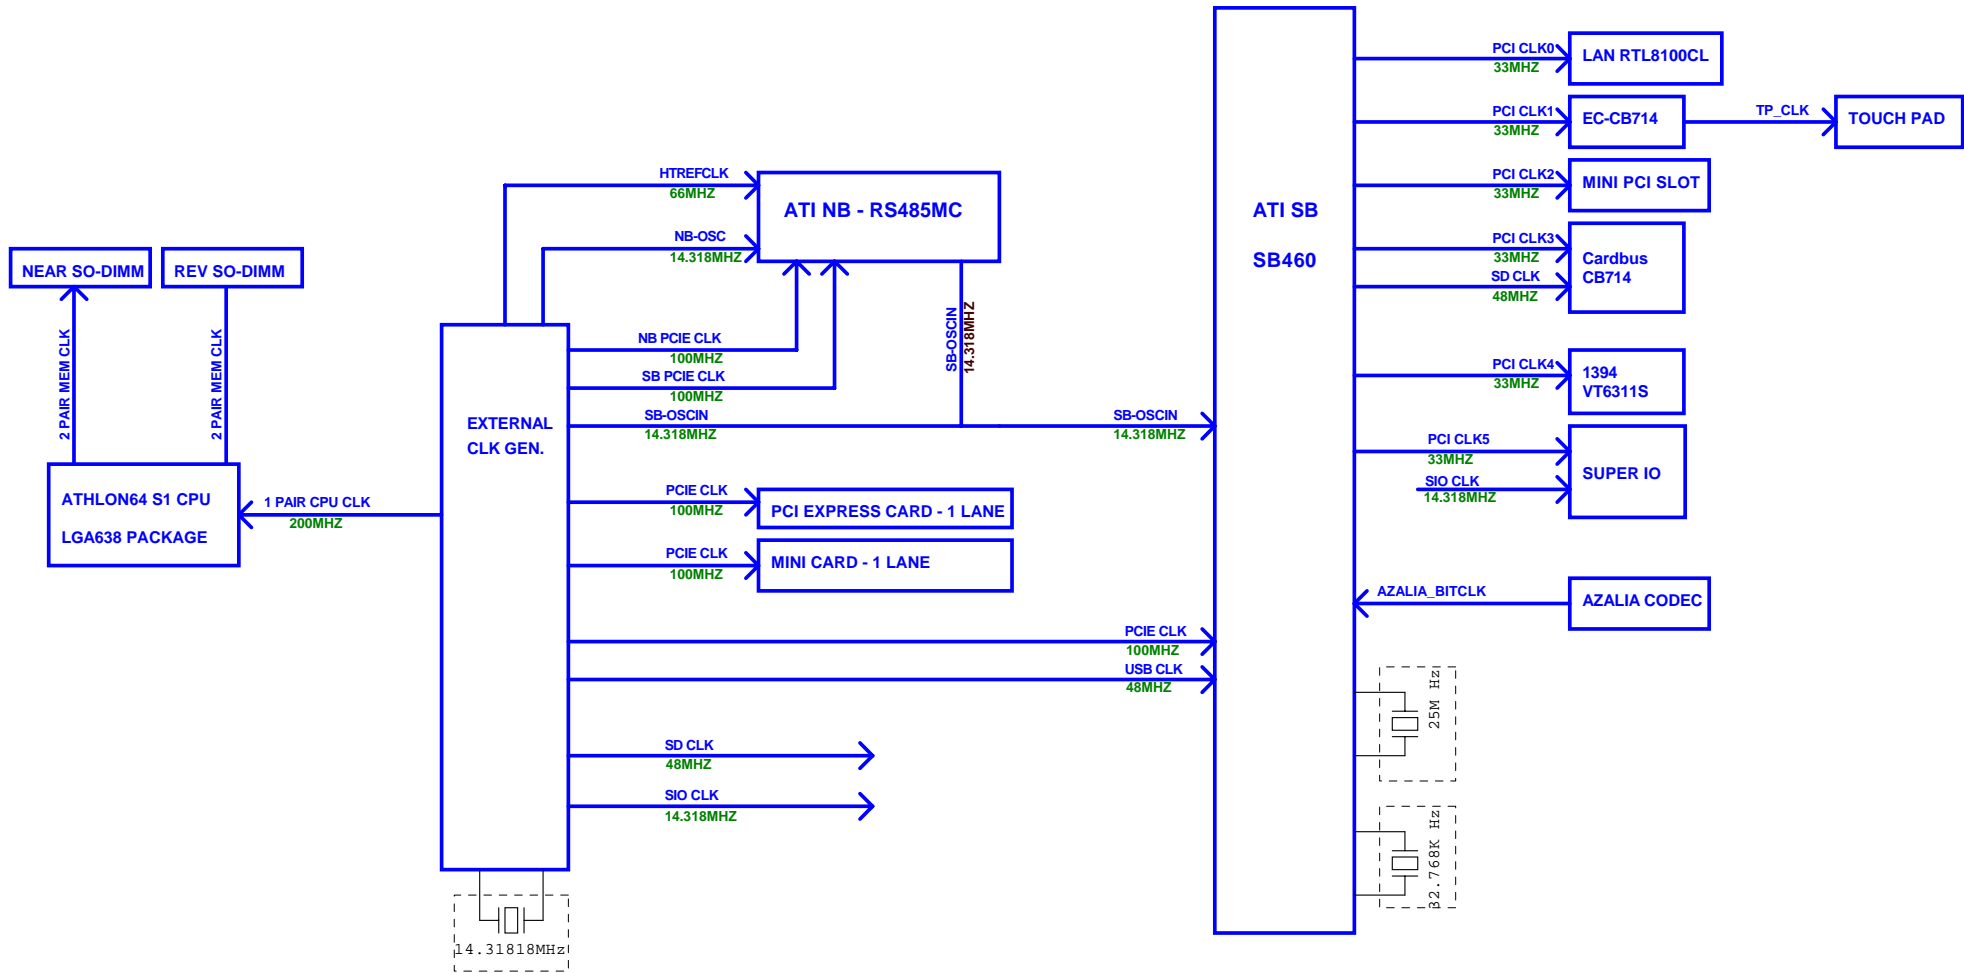 PCI CLK0
33MHZ
LAN RTL8100CL
PCI CLK1
33MHZ
EC-CB714
TP_CLK
TOUCH PAD
HTREFCLK
66MHZ
ATI NB - RS485MC
NB-OSC
14.318MHZ
ATI SB
SB460
PCI CLK2
33MHZ
MINI PCI SLOT
PCI CLK3
33MHZ
SD CLK
48MHZ
Cardbus
CB714
NEAR SO-DIMM
REV SO-DIMM
2 PAIR MEM CLK
2 PAIR MEM CLK
NB PCIE CLK
100MHZ
SB PCIE CLK
100MHZ
SB-OSCIN
14.318MHZ
SB-OSCIN
14.318MHZ
SB-OSCIN
14.318MHZ
PCI CLK4
33MHZ
1394
VT6311S
EXTERNAL
CLK GEN.
PCI CLK5
33MHZ
SIO CLK
14.318MHZ
SUPER IO
ATHLON64 S1 CPU
LGA638 PACKAGE
1 PAIR CPU CLK
200MHZ
PCIE CLK
100MHZ
PCI EXPRESS CARD - 1 LANE
PCIE CLK
100MHZ
MINI CARD - 1 LANE
AZALIA_BITCLK
AZALIA CODEC
PCIE CLK
100MHZ
USB CLK
48MHZ
25M Hz
SD CLK
48MHZ
SIO CLK
14.318MHZ
32.768K Hz
14.31818MHz